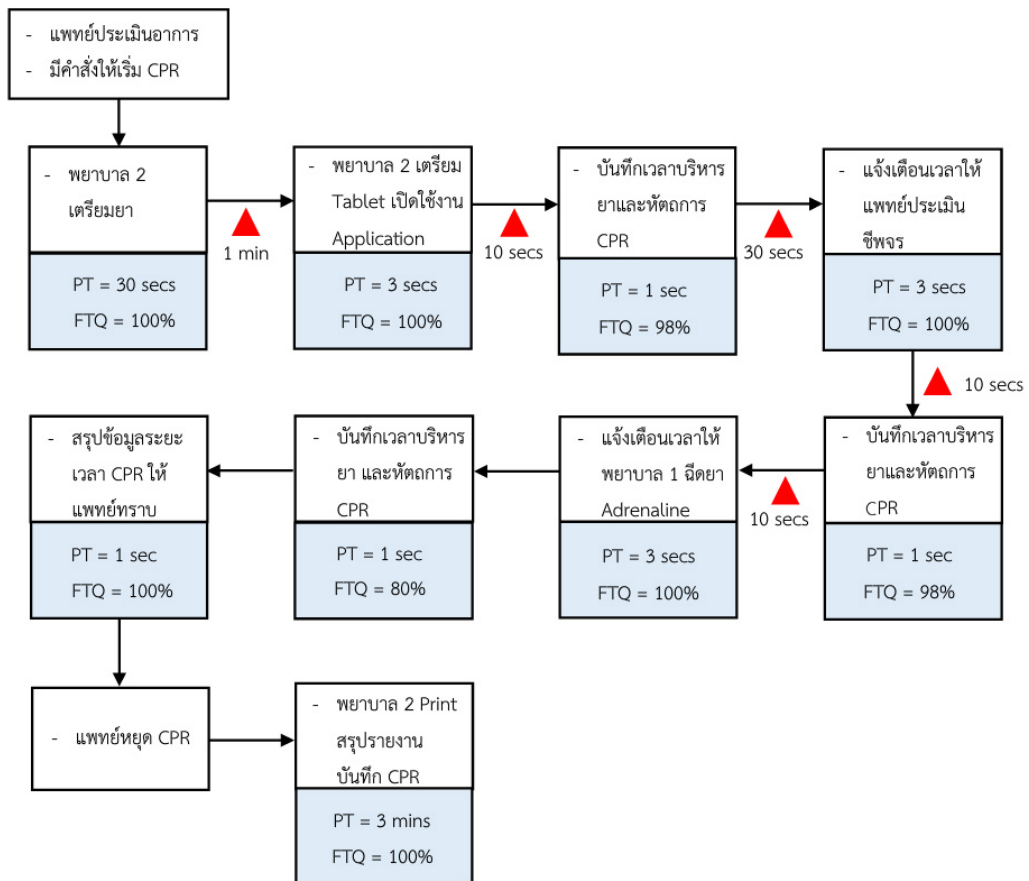 - แพทย์ประเมินอาการ
- มีคำสั่งให้เริ่ม CPR
- พยาบาล 2
เตรียมยา
PT = 30 secs
FTQ = 100%
1 min
- พยาบาล 2 เตรียม
Tablet เปิดใช้งาน
Application
PT = 3 secs
FTQ = 100%
10 secs
- บันทึกเวลาบริหาร
ยาและหัตถการ
CPR
PT = 1 sec
FTQ = 98%
30 secs
- แจ้งเตือนเวลาให้
แพทย์ประเมิน
ชีพจร
PT = 3 secs
FTQ = 100%
10 secs
- บันทึกเวลาบริหาร
ยาและหัตถการ
CPR
PT = 1 sec
FTQ = 98%
10 secs
- แจ้งเตือนเวลาให้
พยาบาล 1 ฉีดยา
Adrenaline
PT = 3 secs
FTQ = 100%
- บันทึกเวลาบริหาร
ยา และหัตถการ
CPR
PT = 1 sec
FTQ = 80%
- สรุปข้อมูลระยะ
เวลา CPR ให้
แพทย์ทราบ
PT = 1 sec
FTQ = 100%
- แพทย์หยุด CPR
- พยาบาล 2 Print
สรุปรายงาน
บันทึก CPR
PT = 3 mins
FTQ = 100%